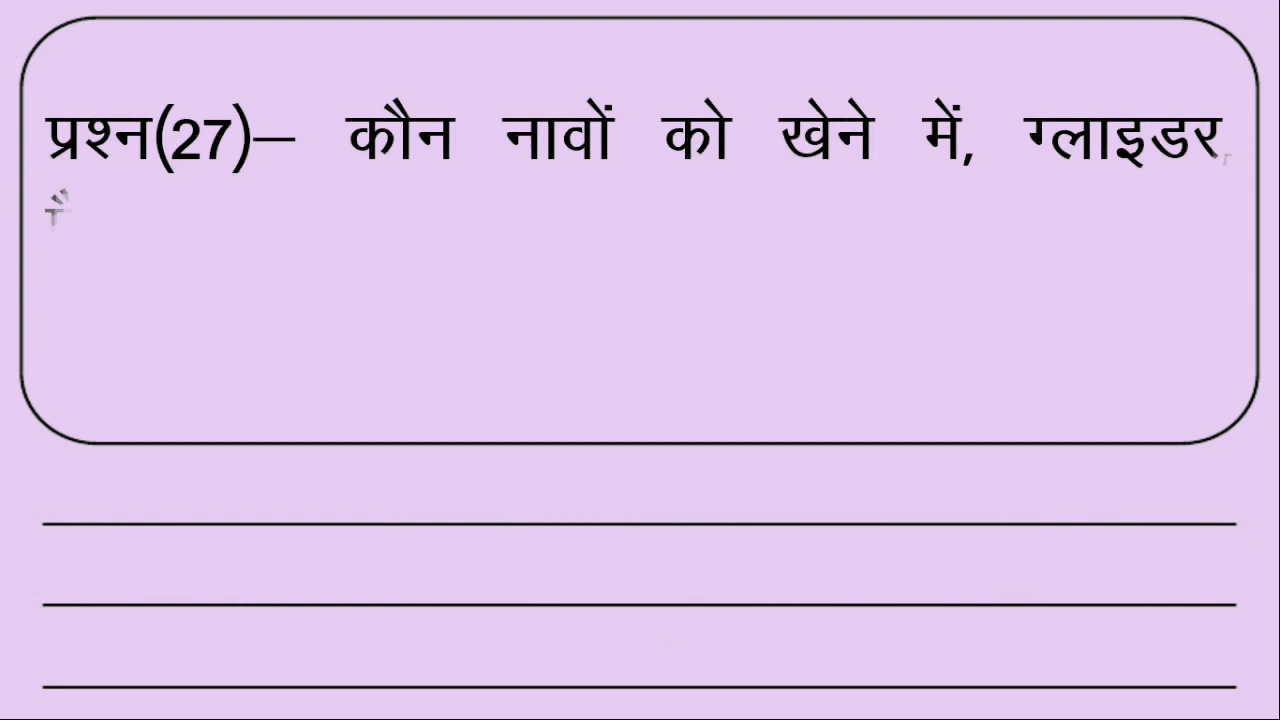 प्रश्न(27)– कौन नावों को खेने में, ग्लाइडर